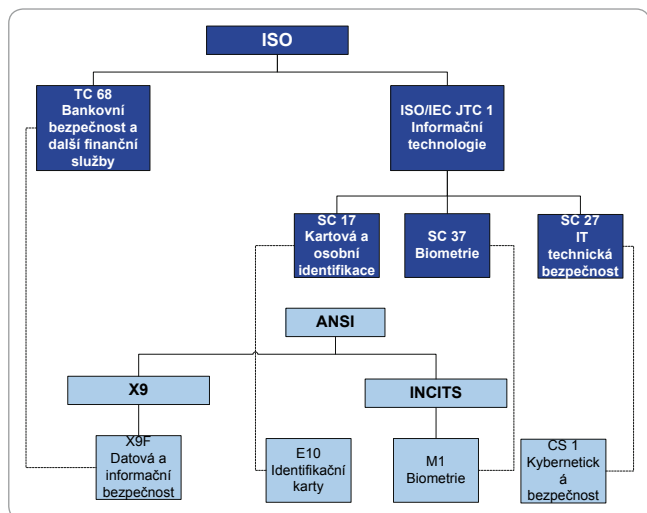 ISO
TC 68
Bankovní
bezpečnost a
další finanční
služby
ISO/IEC JTC 1
Informační
technologie
SC 17
Kartová a
osobní
identifikace
SC 37
Biometrie
SC 27
IT
technická
bezpečnost
ANSI
X9
INCITS
X9F
Datová a
informační
bezpečnost
E10
Identifikační
karty
M1
Biometrie
CS 1
Kybernetick
á
bezpečnost